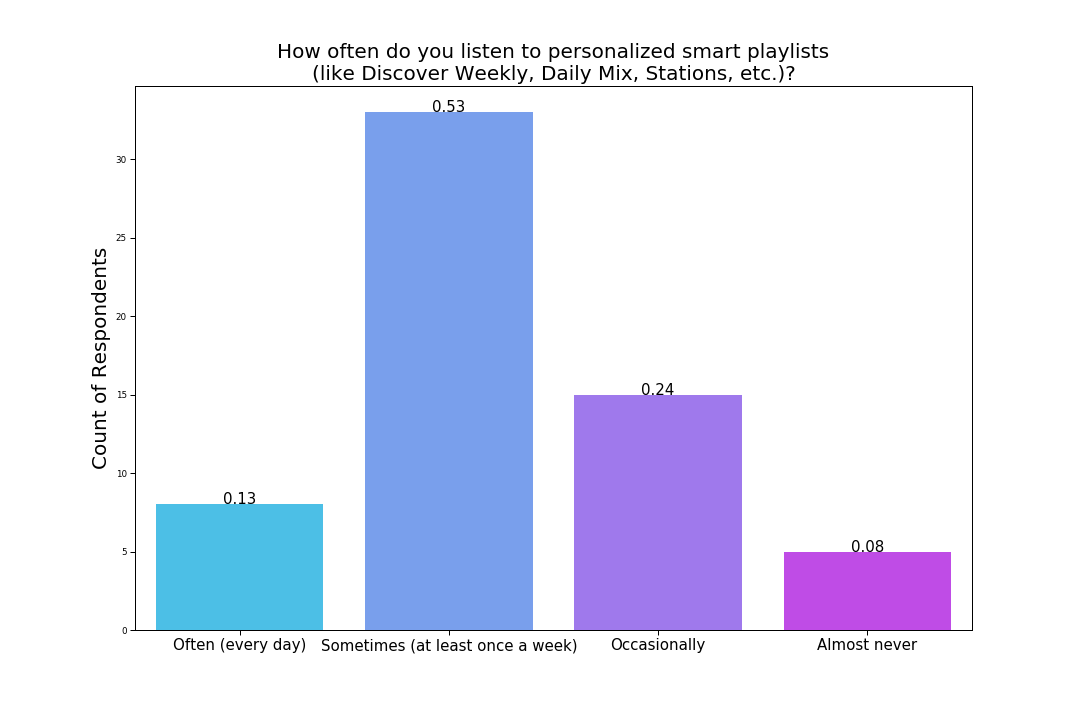 How often do you listen to personalized smart playlists
(like Discover Weekly, Daily Mix, Stations, etc.)?
Count of Respondents
30
25
20
15
10
5
0
0.13
0.53
0.24
0.08
Often (every day)
Sometimes (at least once a week)
Occasionally
Almost never